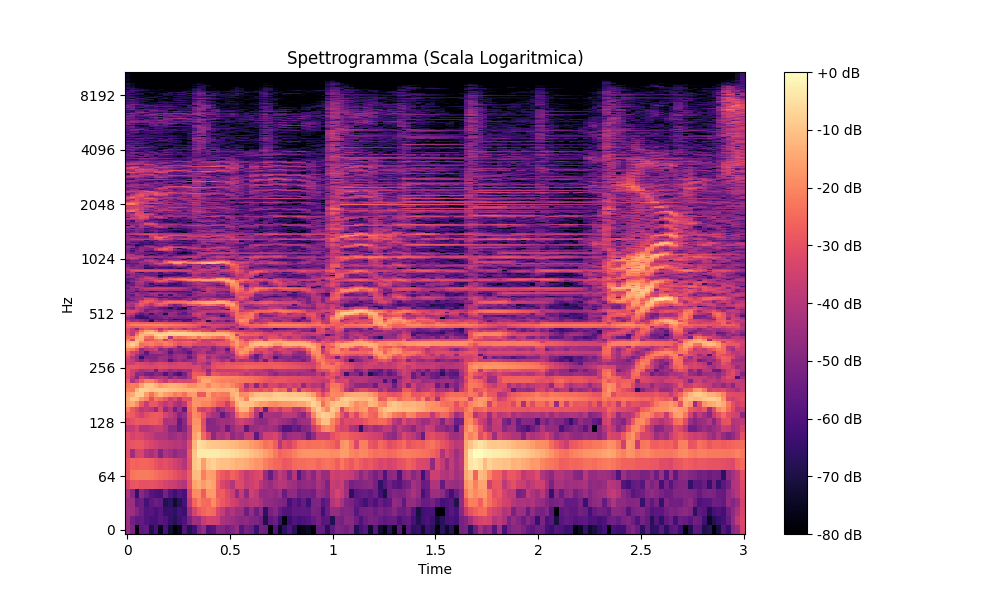 Spettrogramma (Scala Logaritmica)
Hz
8192
4096
2048
1024
512
256
128
64
0
0
0.5
1
1.5
2
2.5
3
Time
+0 dB
-10 dB
-20 dB
-30 dB
-40 dB
-50 dB
-60 dB
-70 dB
-80 dB